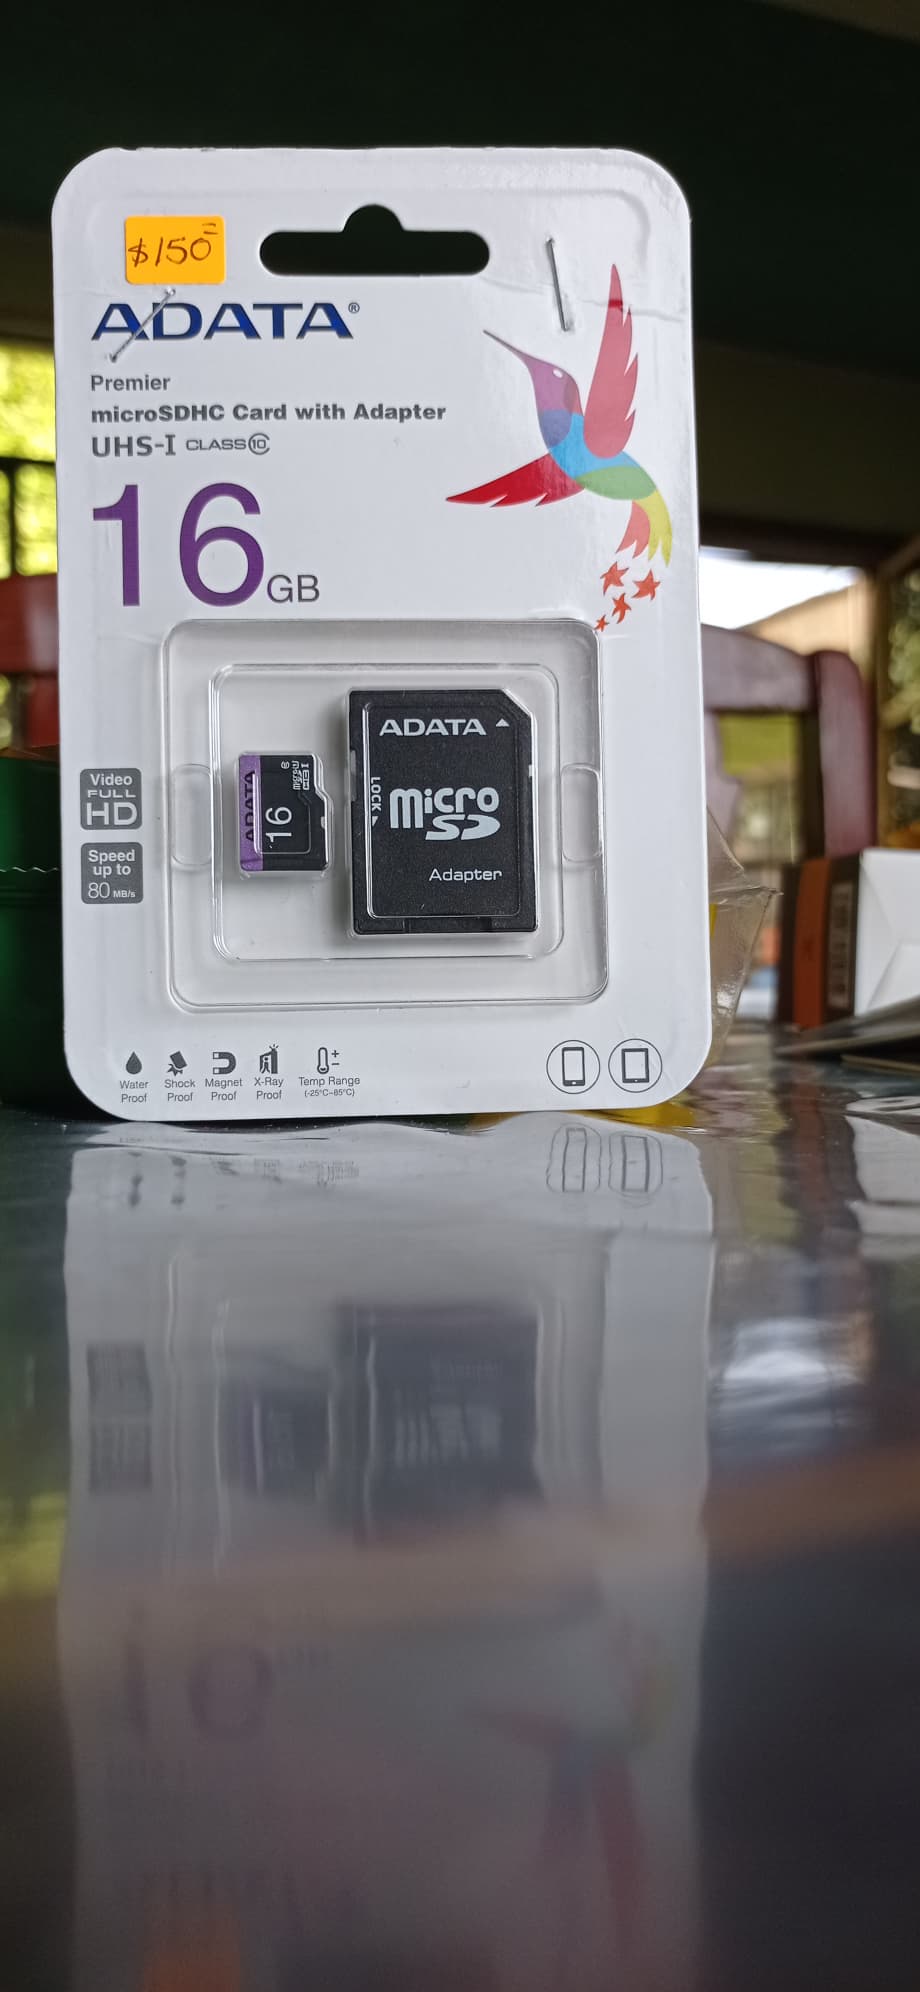 $150=
ADATA®
Premier
microSDHC Card with Adapter
UHS-I CLASS10
16GB
ADATA
16
ADATA
LOCK
Micro
SD
Adapter
Video
FULL
HD
Speed
up to
80 MB/s
Water
Proof
Shock
Proof
Magnet
Proof
X-Ray
Proof
Temp Range
(-25°C~85°C)